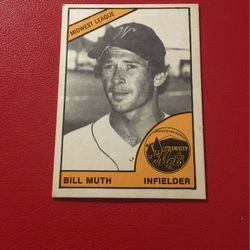 MIDWEST LEAGUE
Mets
BILL MUTH INFIELDER